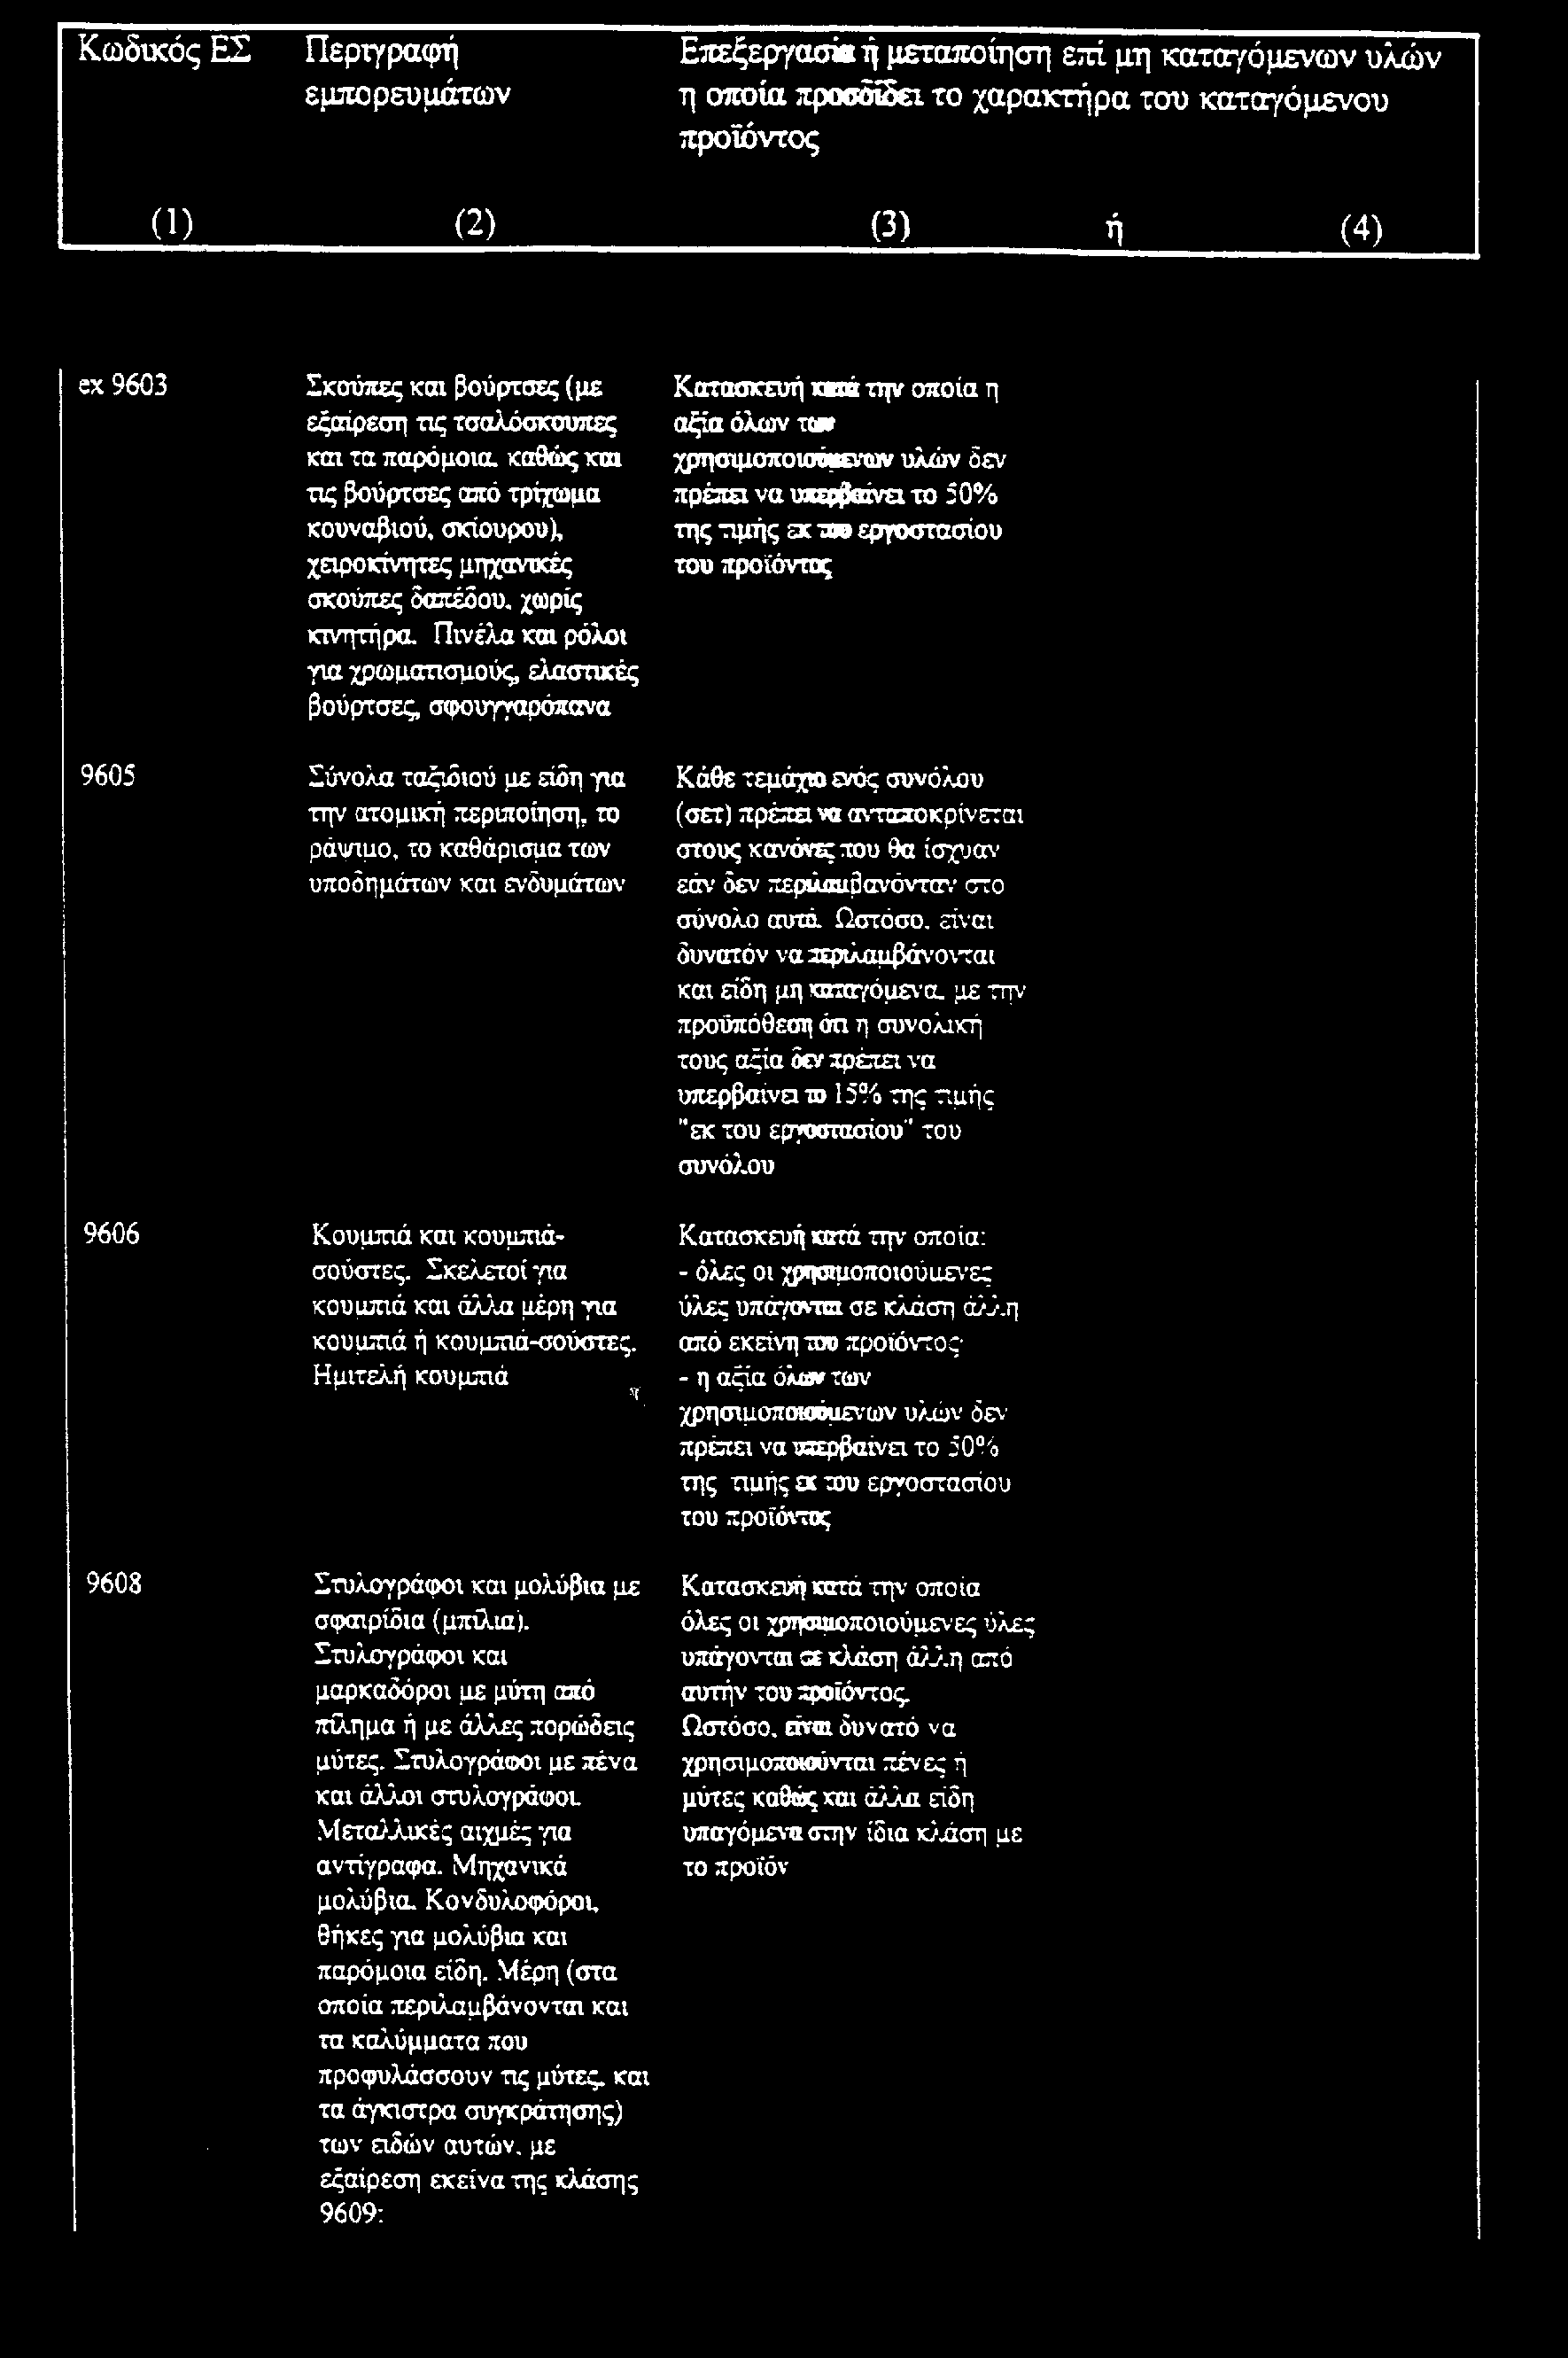 Κωδικός ΕΣ Περιγραφή Επεξεργασία ή μεταποίηση επί μη καταγόμενων υλών
εμπορευμάτων η οποία προσδίδει το χαρακτήρα του καταγόμενου
προϊόντος
(1) (2) (3) ή (4)
ex 9603 Σκούπες και βούρτσες (με Κατασκευή κατά την οποία η
εξαίρεση τις τσαλόσκουπες αξία όλων των
και τα παρόμοια. καθώς και χρησιμοποιούμενων υλών δεν
τις βούρτσες από τρίχωμα πρέπει να υπερβαίνει το 50%
κουναβιού, σκίουρου), της τιμής εκ του εργοστασίου
χειροκίνητες μηχανικές του προϊόντος
σκούπες δαπέδου, χωρίς
κινητήρα. Πινέλα και ρόλοι
για χρωματισμούς, ελαστικές
βούρτσες, σφουγγαρόπανα
9605 Σύνολα ταξιδιού με είδη για Κάθε τεμάχιο ενός συνόλου
την ατομική περιποίηση, το (σετ) πρέπει να ανταποκρίνεται
ράψιμο, το καθάρισμα των στους κανόνες που θα ίσχυαν
υποδημάτων και ενδυμάτων εάν δεν περιλαμβανόνταν στο
σύνολο αυτό. Ωστόσο, είναι
δυνατόν να περιλαμβάνονται
και είδη μη καταγόμενα, με την
προϋπόθεση ότι η συνολική
τους αξία δεν πρέπει να
υπερβαίνει το 15% της τιμής
"εκ του εργοστασίου" του
συνόλου
9606 Κουμπιά και κουμπιά- Κατασκευή κατά την οποία:
σούστες. Σκελετοί για - όλες οι χρησιμοποιούμενες
κουμπιά και άλλα μέρη για ύλες υπάγονται σε κλάση άλλη
κουμπιά ή κουμπιά-σούστες. από εκείνη του προϊόντος·
Ημιτελή κουμπιά - η αξία όλων των
χρησιμοποιούμενων υλών δεν
πρέπει να υπερβαίνει το 50%
της τιμής εκ του εργοστασίου
του προϊόντος
9608 Στυλογράφοι και μολύβια με Κατασκευή κατά την οποία
σφαιρίδια (μπίλια). όλες οι χρησιμοποιούμενες ύλες
Στυλογράφοι και υπάγονται σε κλάση άλλη από
μαρκαδόροι με μύτη από αυτήν του προϊόντος.
πίλημα ή με άλλες πορώδεις Ωστόσο, είναι δυνατό να
μύτες. Στυλογράφοι με πένα χρησιμοποιούνται πένες ή
και άλλοι στυλογράφοι. μύτες καθώς και άλλα είδη
Μεταλλικές αιχμές για υπαγόμενα στην ίδια κλάση με
αντίγραφα. Μηχανικά το προϊόν
μολύβια. Κονδυλοφόροι,
θήκες για μολύβια και
παρόμοια είδη. Μέρη (στα
οποία περιλαμβάνονται και
τα καλύμματα που
προφυλάσσουν τις μύτες, και
τα άγκιστρα συγκράτησης)
των ειδών αυτών, με
εξαίρεση εκείνα της κλάσης
9609: